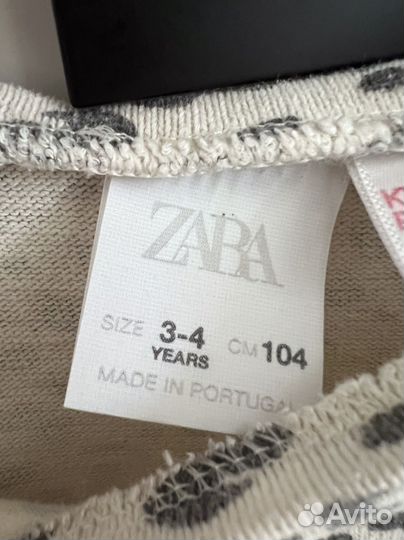 ZARA
SIZE 3-4 YEARS CM 104
MADE IN PORTUGAL
Avito